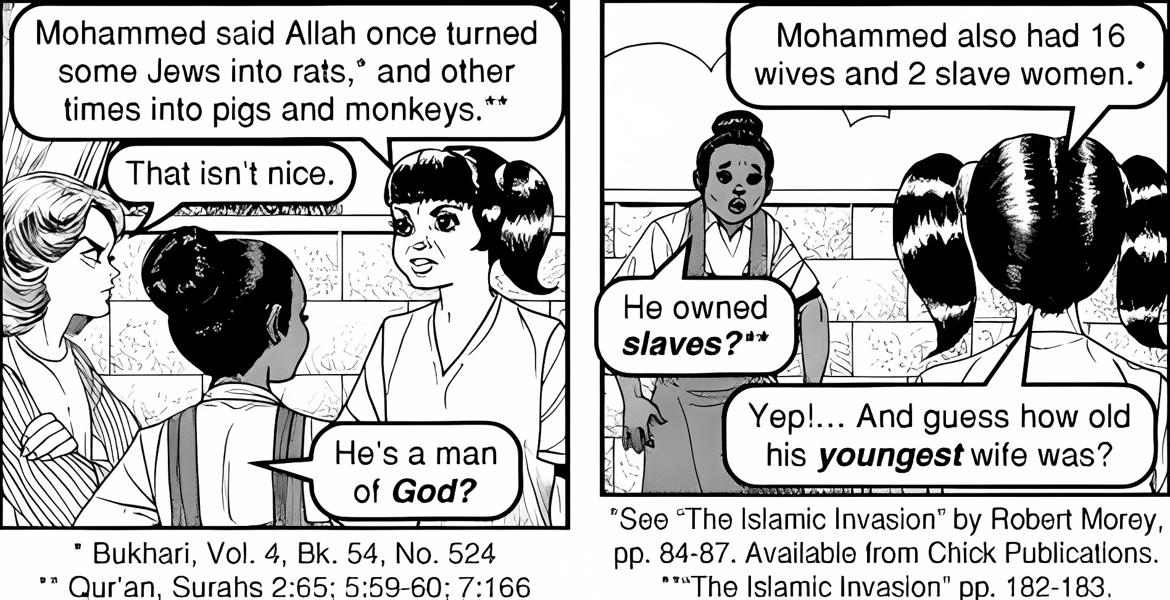 Mohammed said Allah once turned
some Jews into rats,* and other
times into pigs and monkeys.**
That isn't nice.
He's a man
of God?
* Bukhari, Vol. 4, Bk. 54, No. 524
** Qur'an, Surahs 2:65; 5:59-60; 7:166
Mohammed also had 16
wives and 2 slave women.*
He owned
slaves?**
Yep!... And guess how old
his youngest wife was?
*See "The Islamic Invasion" by Robert Morey,
pp. 84-87. Available from Chick Publications.
**"The Islamic Invasion" pp. 182-183.